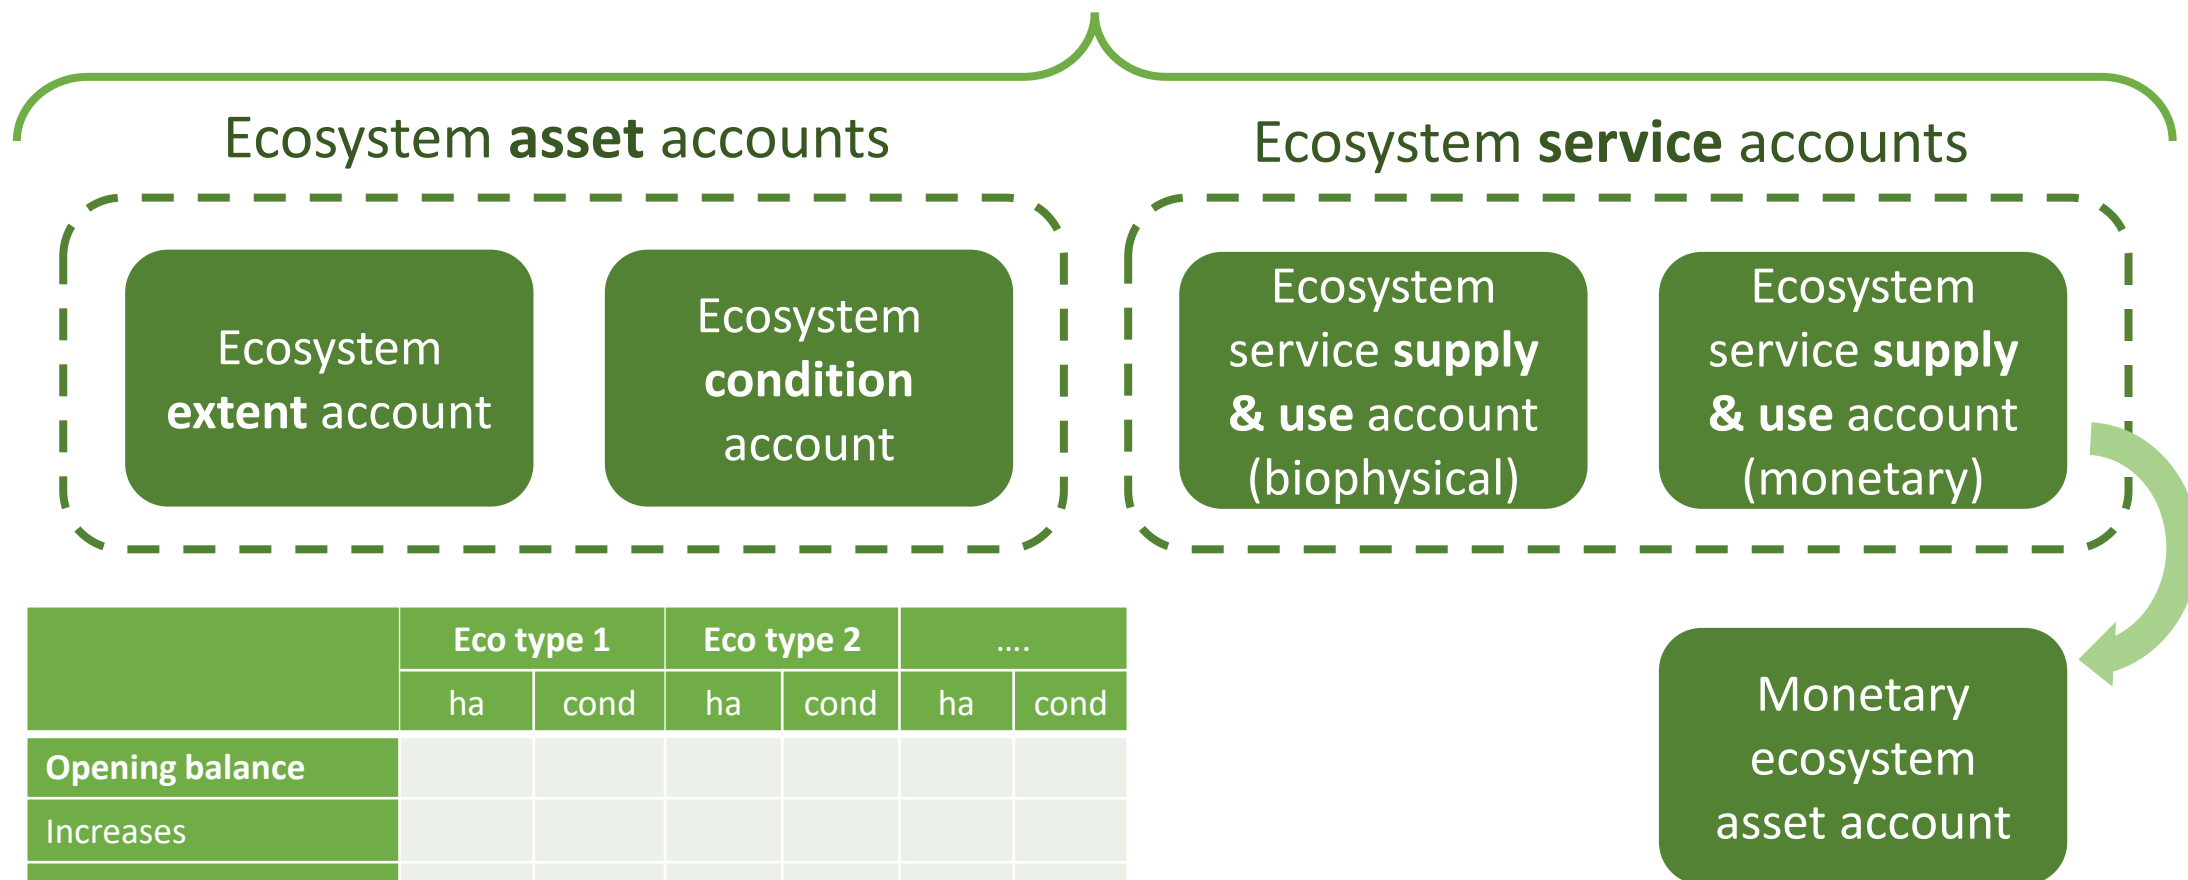 Ecosystem asset accounts
Ecosystem service accounts
Ecosystem
extent account
Ecosystem
condition
account
Ecosystem
service supply
& use account
(biophysical)
Ecosystem
service supply
& use account
(monetary)
Eco type 1 Eco type 2 ....
ha cond ha cond ha cond
Opening balance
Increases
Monetary
ecosystem
asset account